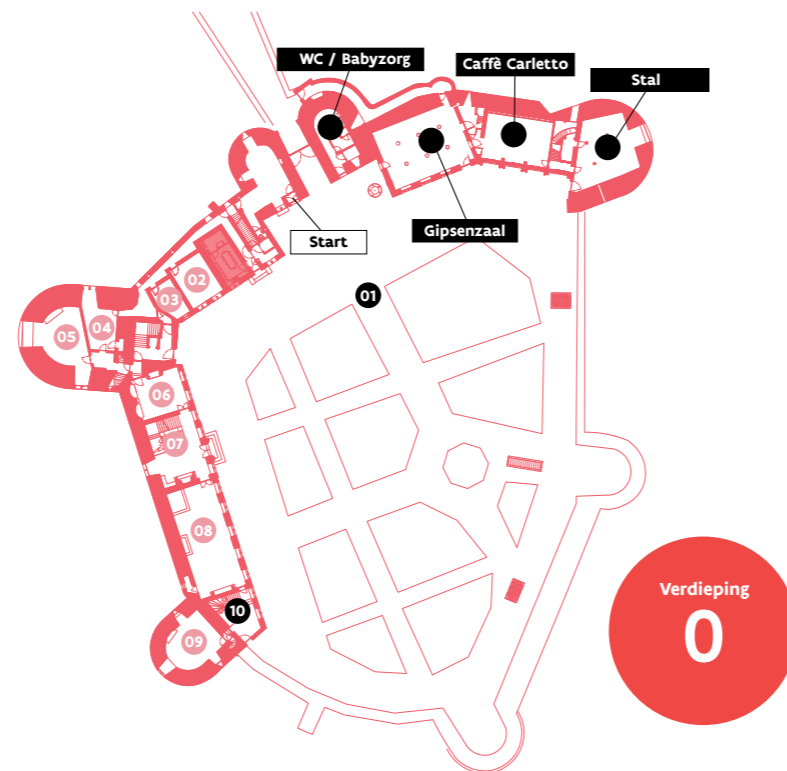 WC / Babyzorg
Caffè Carletto
Stal
Start
Gipsenzaal
01
02
03
04
05
06
07
08
09
10
Verdieping
0